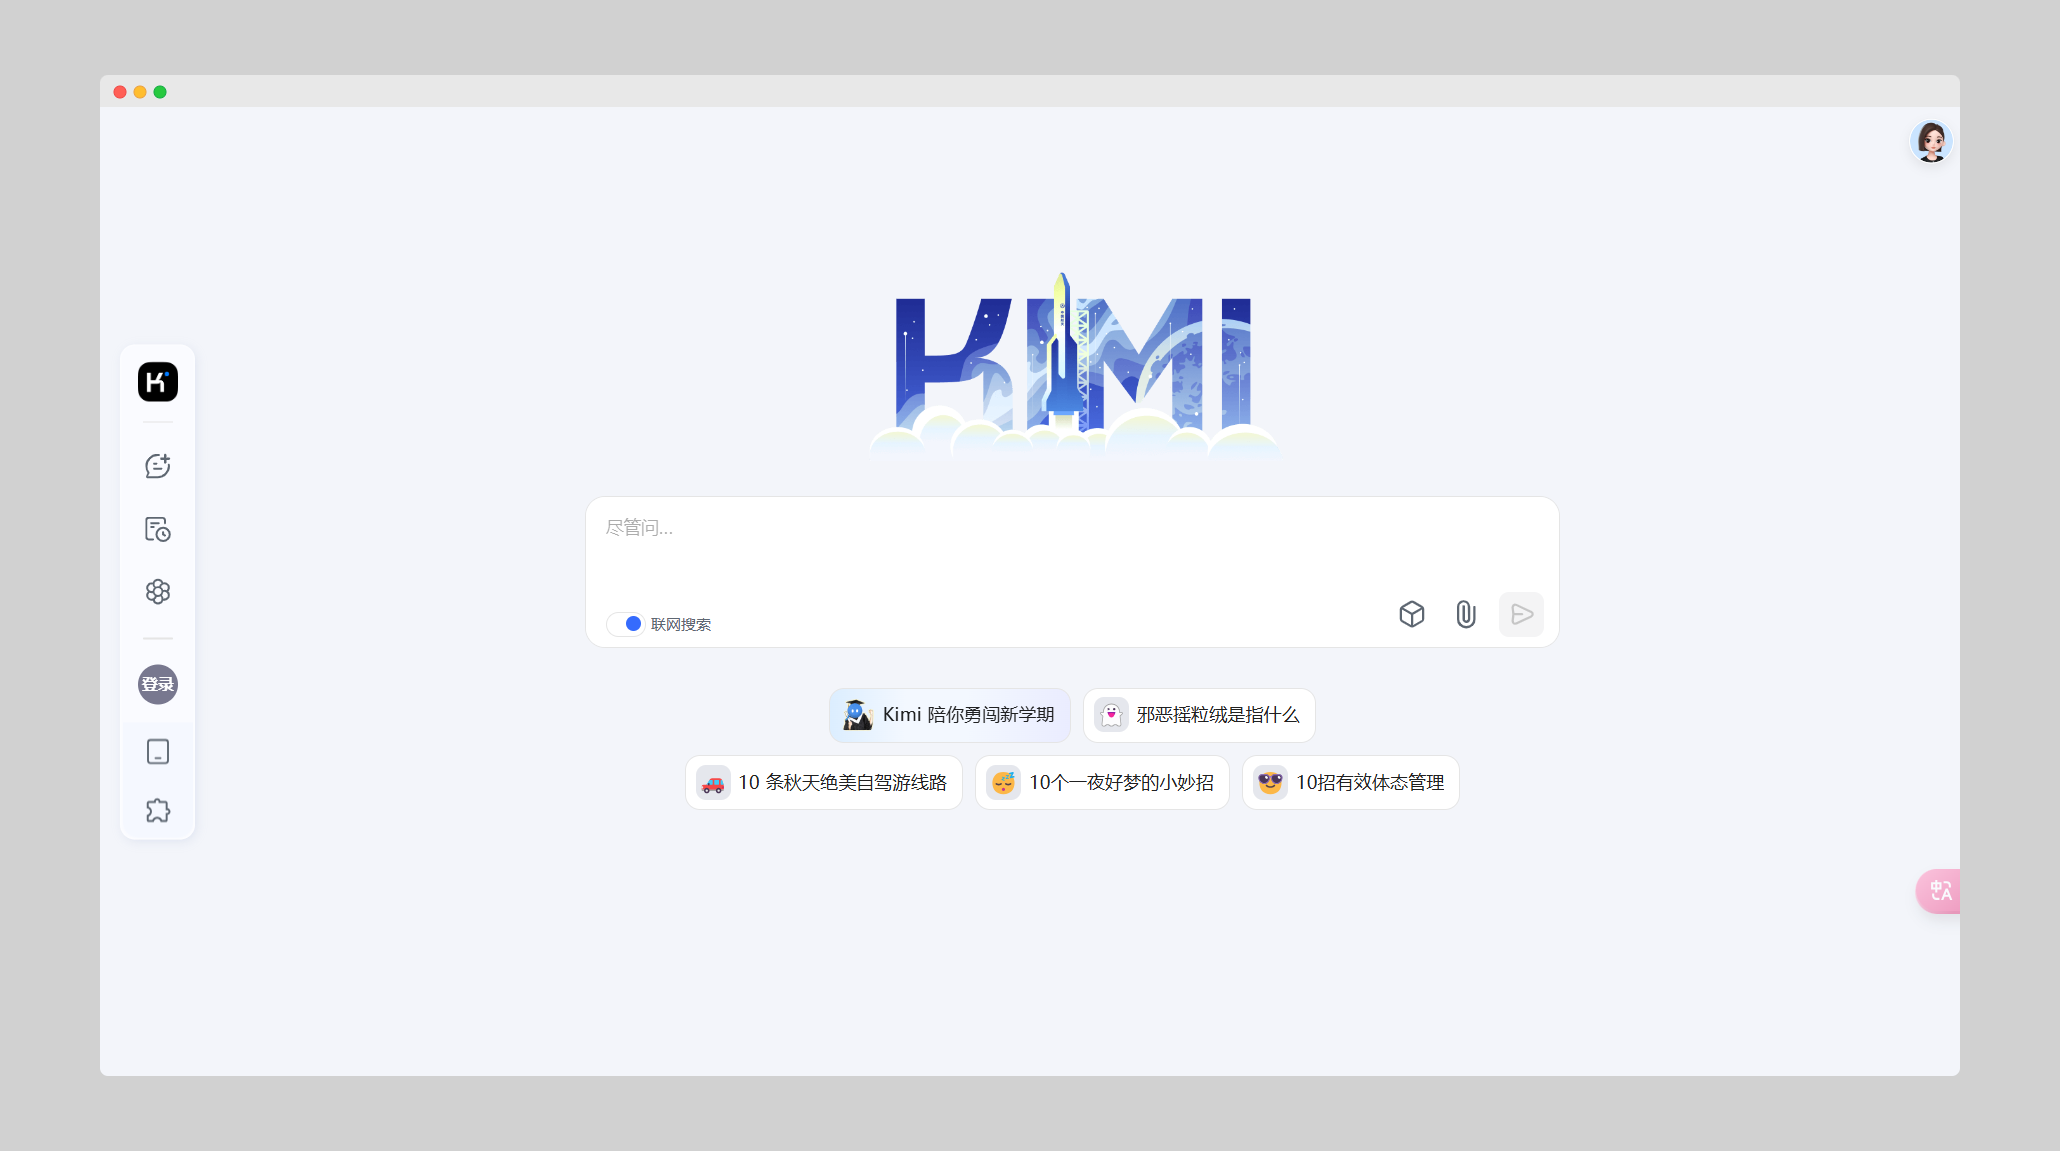 KIMI
K
尽管问...
联网搜索
登录
Kimi 陪你勇闯新学期
邪恶摇粒绒是指什么
10 条秋天绝美自驾游线路
10个一夜好梦的小妙招
10招有效体态管理
中A